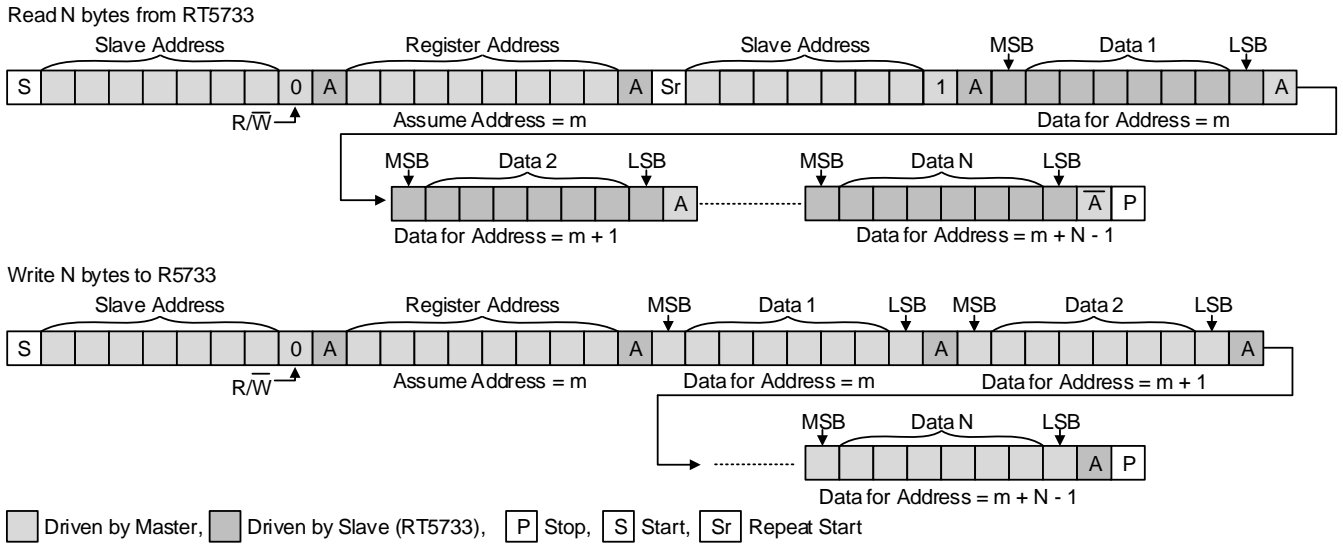 Read N bytes from RT5733
Slave Address Register Address Slave Address MSB Data 1 LSB
S 0 A A Sr 1 A A
R/W̅ Assume Address = m Data for Address = m
MSB Data 2 LSB MSB Data N LSB
A A̅ P
Data for Address = m + 1 Data for Address = m + N - 1
Write N bytes to R5733
Slave Address Register Address MSB Data 1 LSB MSB Data 2 LSB
S 0 A A A A
R/W̅ Assume Address = m Data for Address = m Data for Address = m + 1
MSB Data N LSB
A P
Data for Address = m + N - 1
Driven by Master, Driven by Slave (RT5733), P Stop, S Start, Sr Repeat Start